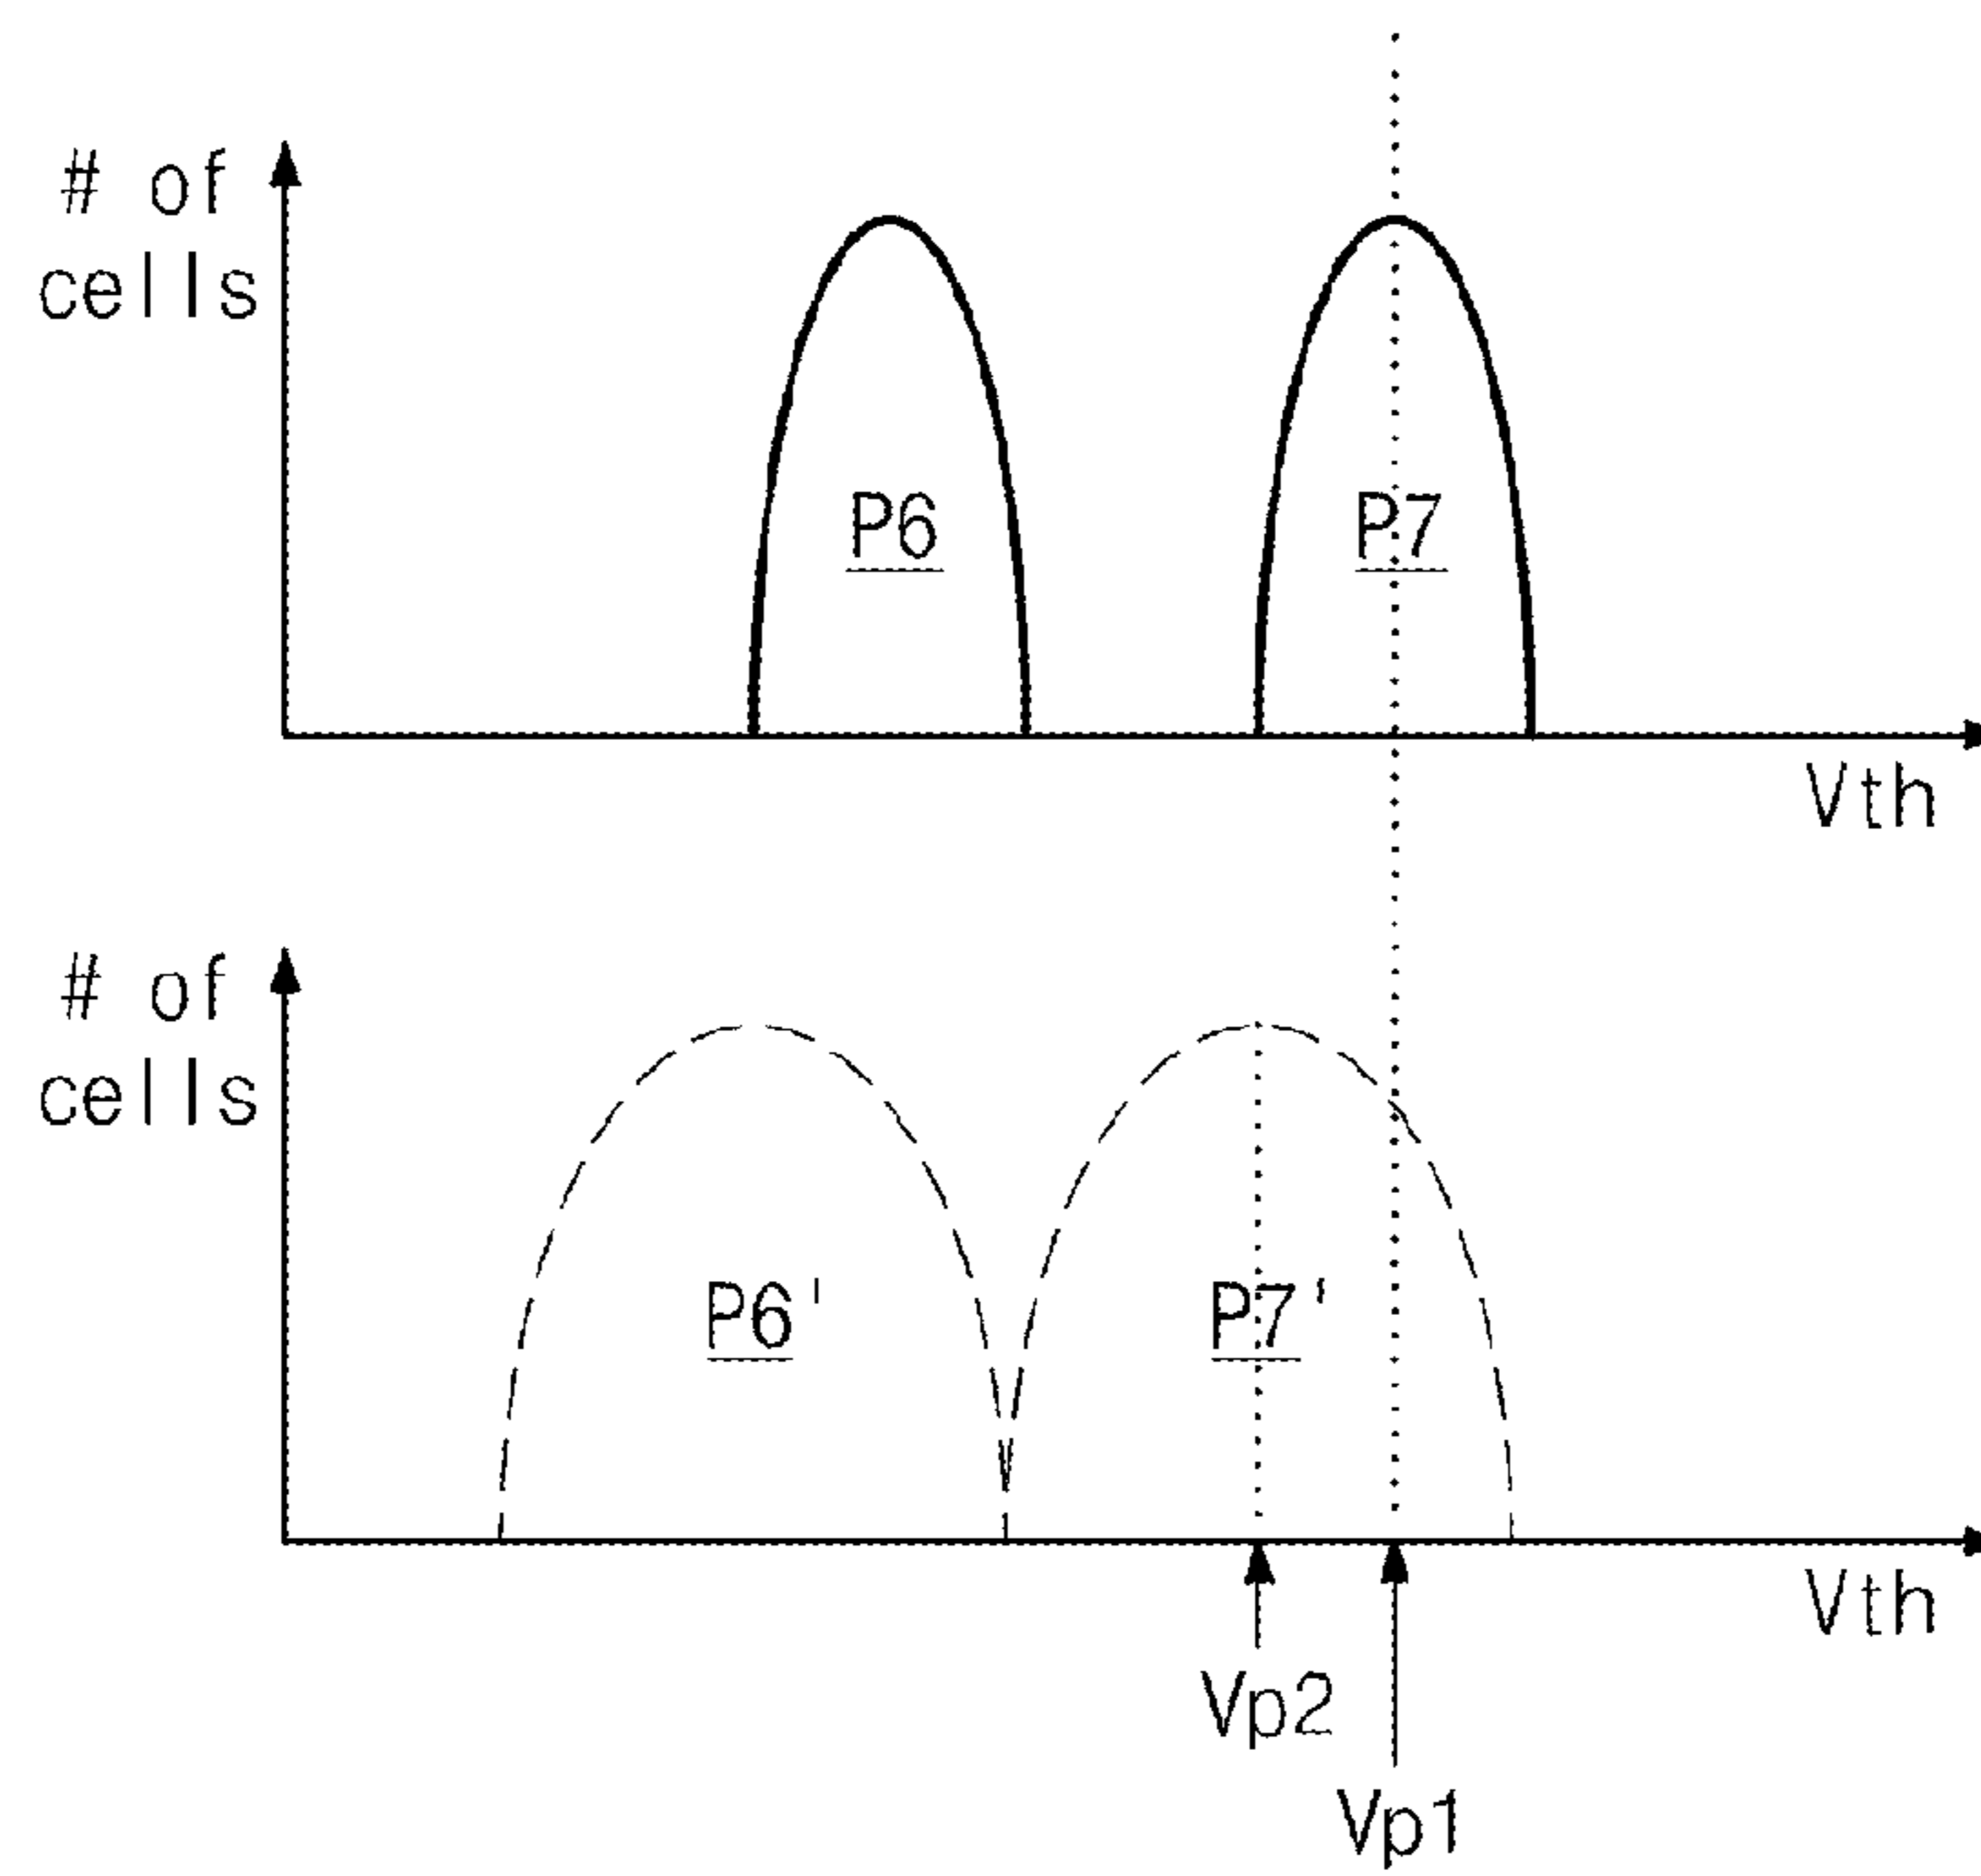 # of
cells
P6
P7
Vth
# of
cells
P6'
P7'
Vth
Vp2
Vp1